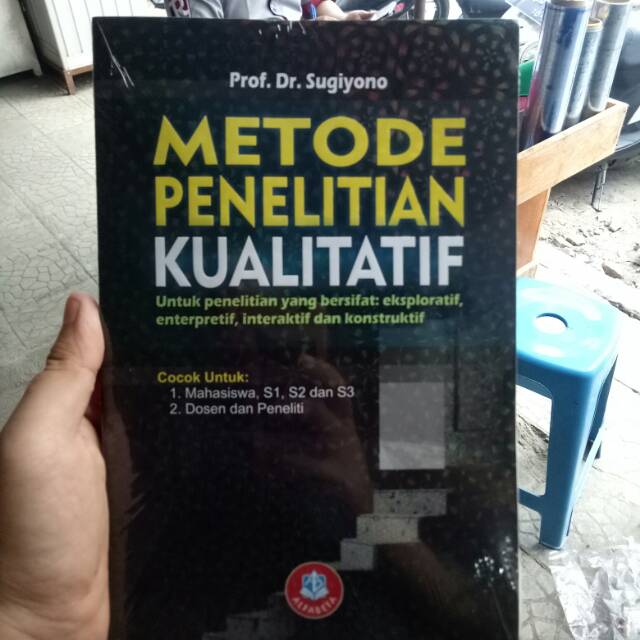 Prof. Dr. Sugiyono
METODE
PENELITIAN
KUALITATIF
Untuk penelitian yang bersifat: eksploratif,
enterpretif, interaktif dan konstruktif
Cocok Untuk:
1. Mahasiswa, S1, S2 dan S3
2. Dosen dan Peneliti
ALFABETA